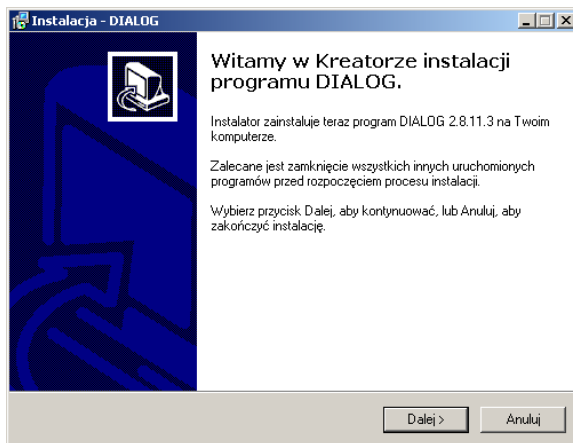 Instalacja - DIALOG
Witamy w Kreatorze instalacji
programu DIALOG.
Instalator zainstaluje teraz program DIALOG 2.8.11.3 na Twoim
komputerze.
Zalecane jest zamknięcie wszystkich innych uruchomionych
programów przed rozpoczęciem procesu instalacji.
Wybierz przycisk Dalej, aby kontynuować, lub Anuluj, aby
zakończyć instalację.
Dalej >
Anuluj